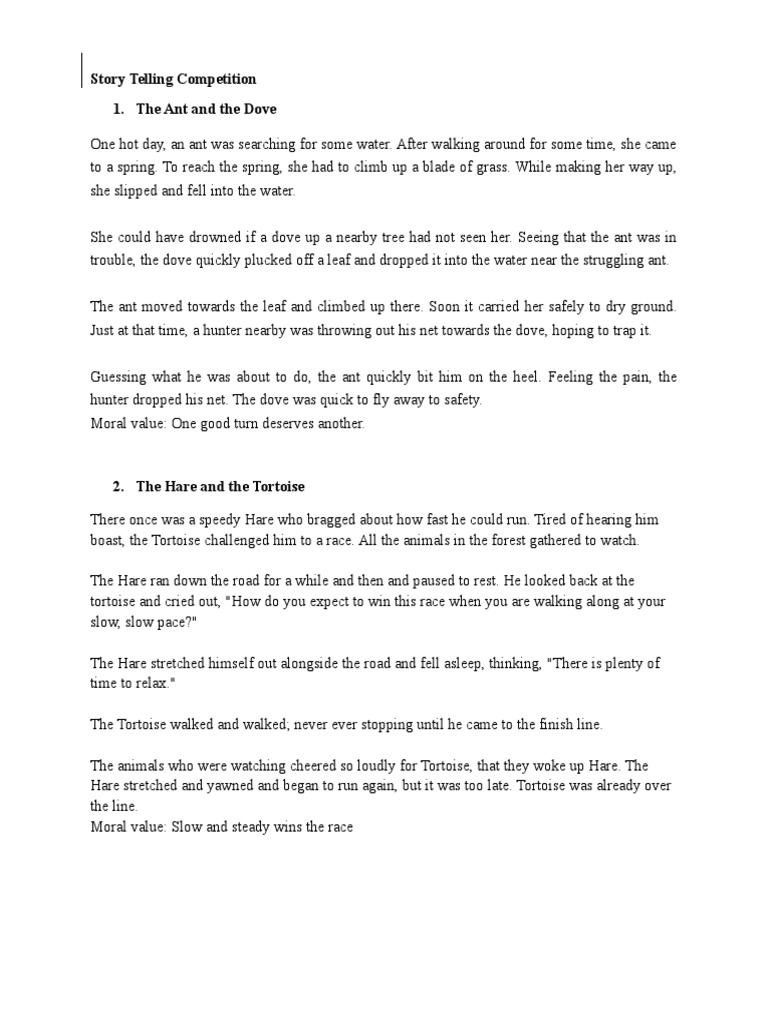 Story Telling Competition
1. The Ant and the Dove
One hot day, an ant was searching for some water. After walking around for some time, she came
to a spring. To reach the spring, she had to climb up a blade of grass. While making her way up,
she slipped and fell into the water.
She could have drowned if a dove up a nearby tree had not seen her. Seeing that the ant was in
trouble, the dove quickly plucked off a leaf and dropped it into the water near the struggling ant.
The ant moved towards the leaf and climbed up there. Soon it carried her safely to dry ground.
Just at that time, a hunter nearby was throwing out his net towards the dove, hoping to trap it.
Guessing what he was about to do, the ant quickly bit him on the heel. Feeling the pain, the
hunter dropped his net. The dove was quick to fly away to safety.
Moral value: One good turn deserves another.
2. The Hare and the Tortoise
There once was a speedy Hare who bragged about how fast he could run. Tired of hearing him
boast, the Tortoise challenged him to a race. All the animals in the forest gathered to watch.
The Hare ran down the road for a while and then and paused to rest. He looked back at the
tortoise and cried out, "How do you expect to win this race when you are walking along at your
slow, slow pace?"
The Hare stretched himself out alongside the road and fell asleep, thinking, "There is plenty of
time to relax."
The Tortoise walked and walked; never ever stopping until he came to the finish line.
The animals who were watching cheered so loudly for Tortoise, that they woke up Hare. The
Hare stretched and yawned and began to run again, but it was too late. Tortoise was already over
the line.
Moral value: Slow and steady wins the race